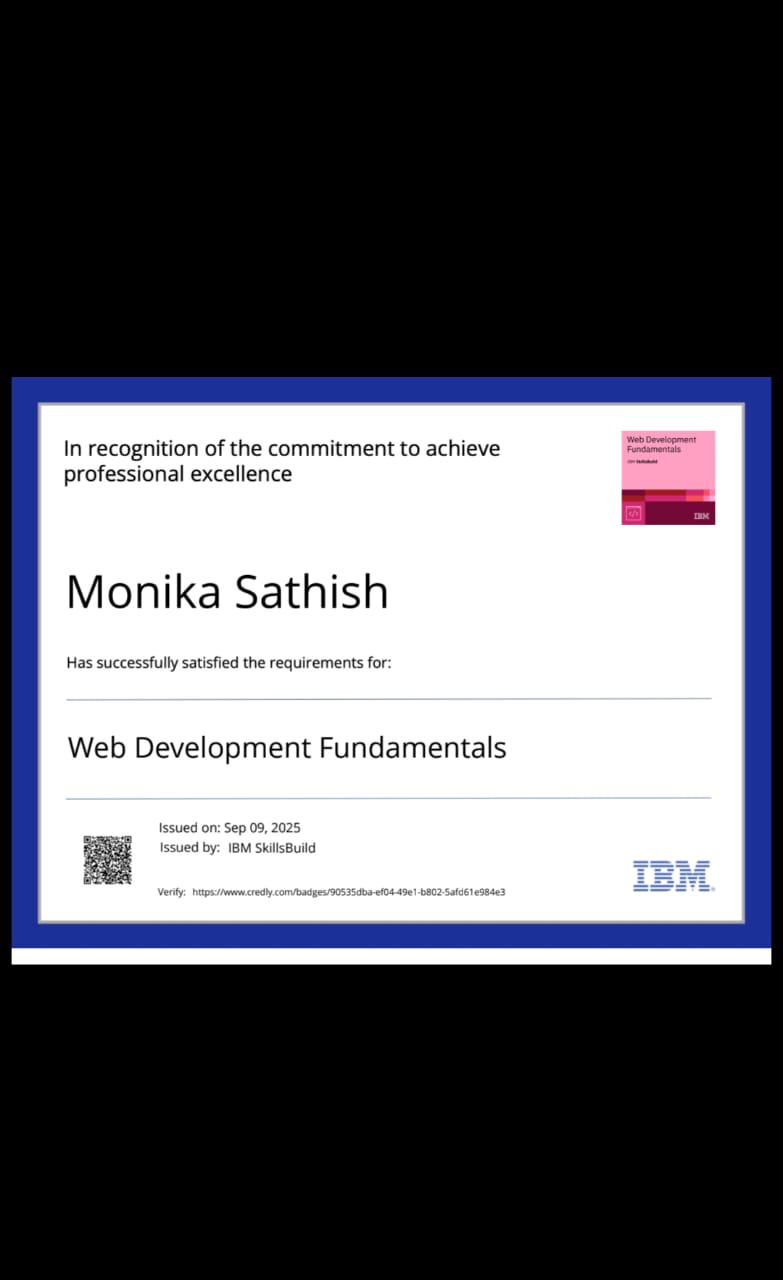 In recognition of the commitment to achieve
professional excellence
Web Development
Fundamentals
IBM SkillsBuild
IBM
Monika Sathish
Has successfully satisfied the requirements for:
Web Development Fundamentals
Issued on: Sep 09, 2025
Issued by: IBM SkillsBuild
Verify: https://www.credly.com/badges/90535dba-ef04-49e1-b802-5afd61e984e3
IBM®